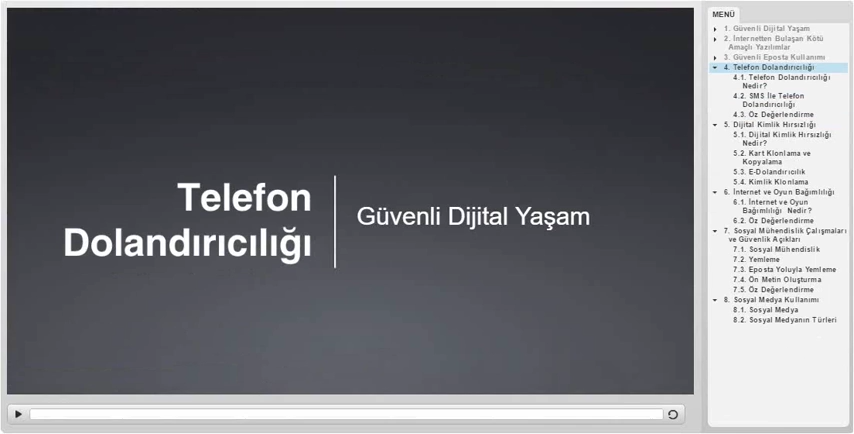 Telefon
Dolandırıcılığı
Güvenli Dijital Yaşam
MENÜ
1. Güvenli Dijital Yaşam
2. İnternetten Bulaşan Kötü
Amaçlı Yazılımlar
3. Güvenli Eposta Kullanımı
4. Telefon Dolandırıcılığı
4.1. Telefon Dolandırıcılığı
Nedir?
4.2. SMS İle Telefon
Dolandırıcılığı
4.3. Öz Değerlendirme
5. Dijital Kimlik Hırsızlığı
5.1. Dijital Kimlik Hırsızlığı
Nedir?
5.2. Kart Klonlama ve
Kopyalama
5.3. E-Dolandırıcılık
5.4. Kimlik Klonlama
6. İnternet ve Oyun Bağımlılığı
6.1. İnternet ve Oyun
Bağımlılığı Nedir?
6.2. Öz Değerlendirme
7. Sosyal Mühendislik Çalışmaları
ve Güvenlik Açıkları
7.1. Sosyal Mühendislik
7.2. Yemleme
7.3. Eposta Yoluyla Yemleme
7.4. Ön Metin Oluşturma
7.5. Öz Değerlendirme
8. Sosyal Medya Kullanımı
8.1. Sosyal Medya
8.2. Sosyal Medyanın Türleri